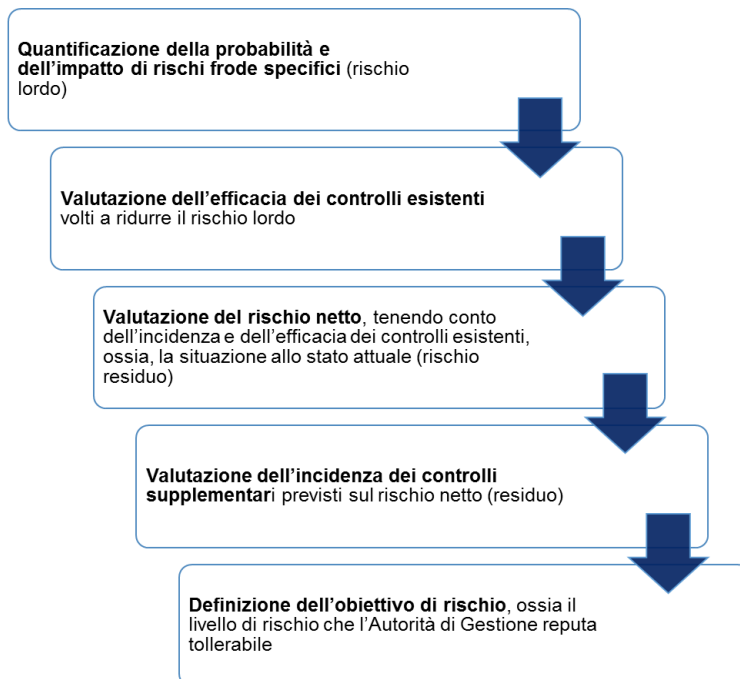 Quantificazione della probabilità e
dell'impatto di rischi frode specifici (rischio
lordo)
Valutazione dell'efficacia dei controlli esistenti
volti a ridurre il rischio lordo
Valutazione del rischio netto, tenendo conto
dell'incidenza e dell'efficacia dei controlli esistenti,
ossia, la situazione allo stato attuale (rischio
residuo)
Valutazione dell'incidenza dei controlli
supplementari previsti sul rischio netto (residuo)
Definizione dell'obiettivo di rischio, ossia il
livello di rischio che l'Autorità di Gestione reputa
tollerabile